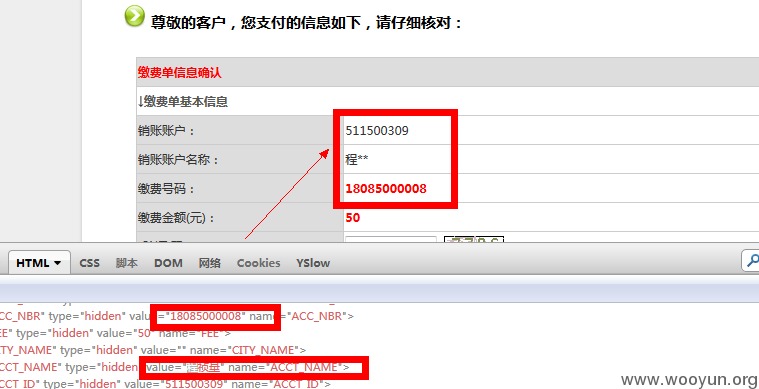 尊敬的客户，您支付的信息如下，请仔细核对：
缴费单信息确认
↓缴费单基本信息
销账账户： 511500309
销账账户名称： 程**
缴费号码： 18085000008
缴费金额(元)： 50
HTML CSS 脚本 DOM 网络 Cookies YSlow
CC_NBR" type="hidden" value="18085000008" name="ACC_NBR">
EE" type="hidden" value="50" name="FEE">
ITY_NAME" type="hidden" value="" name="CITY_NAME">
CCT_NAME" type="hidden" value=" name="ACCT_NAME">
CCT_ID" type="hidden" value="511500309" name="ACCT_ID">
www.wooyun.org